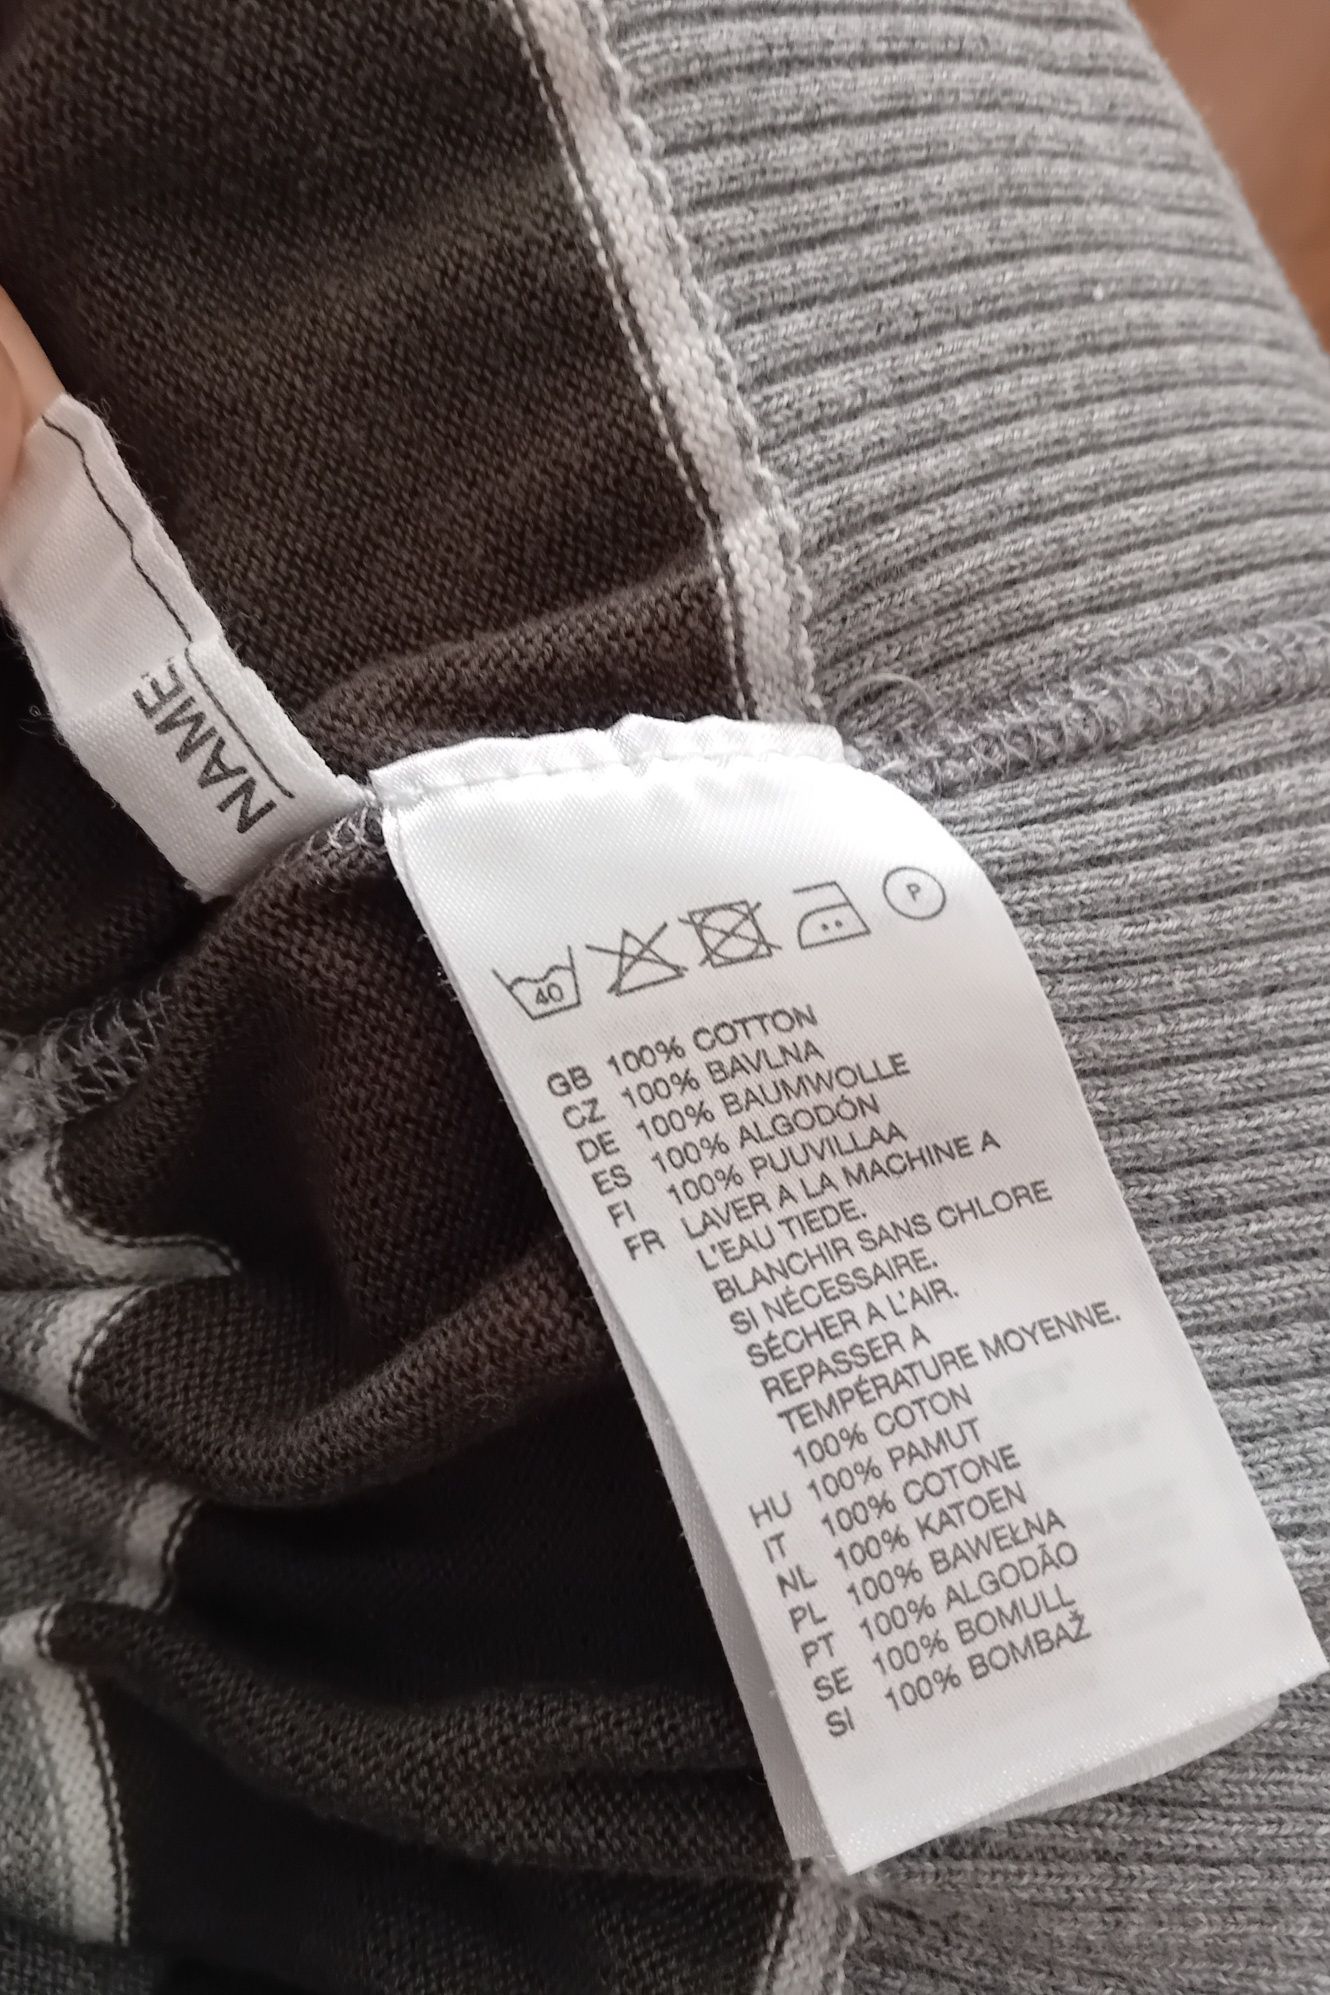 NAME:
40
P
GB 100% COTTON
CZ 100% BAVLNA
DE 100% BAUMWOLLE
ES 100% ALGODÓN
FI 100% PUUVILLAA
FR LAVER A LA MACHINE A
L'EAU TIEDE.
BLANCHIR SANS CHLORE
SI NÉCESSAIRE.
SÉCHER A L'AIR.
REPASSER A
TEMPÉRATURE MOYENNE.
100% COTON
HU 100% PAMUT
IT 100% COTONE
NL 100% KATOEN
PL 100% BAWEŁNA
PT 100% ALGODÃO
SE 100% BOMULL
SI 100% BOMBAŽ